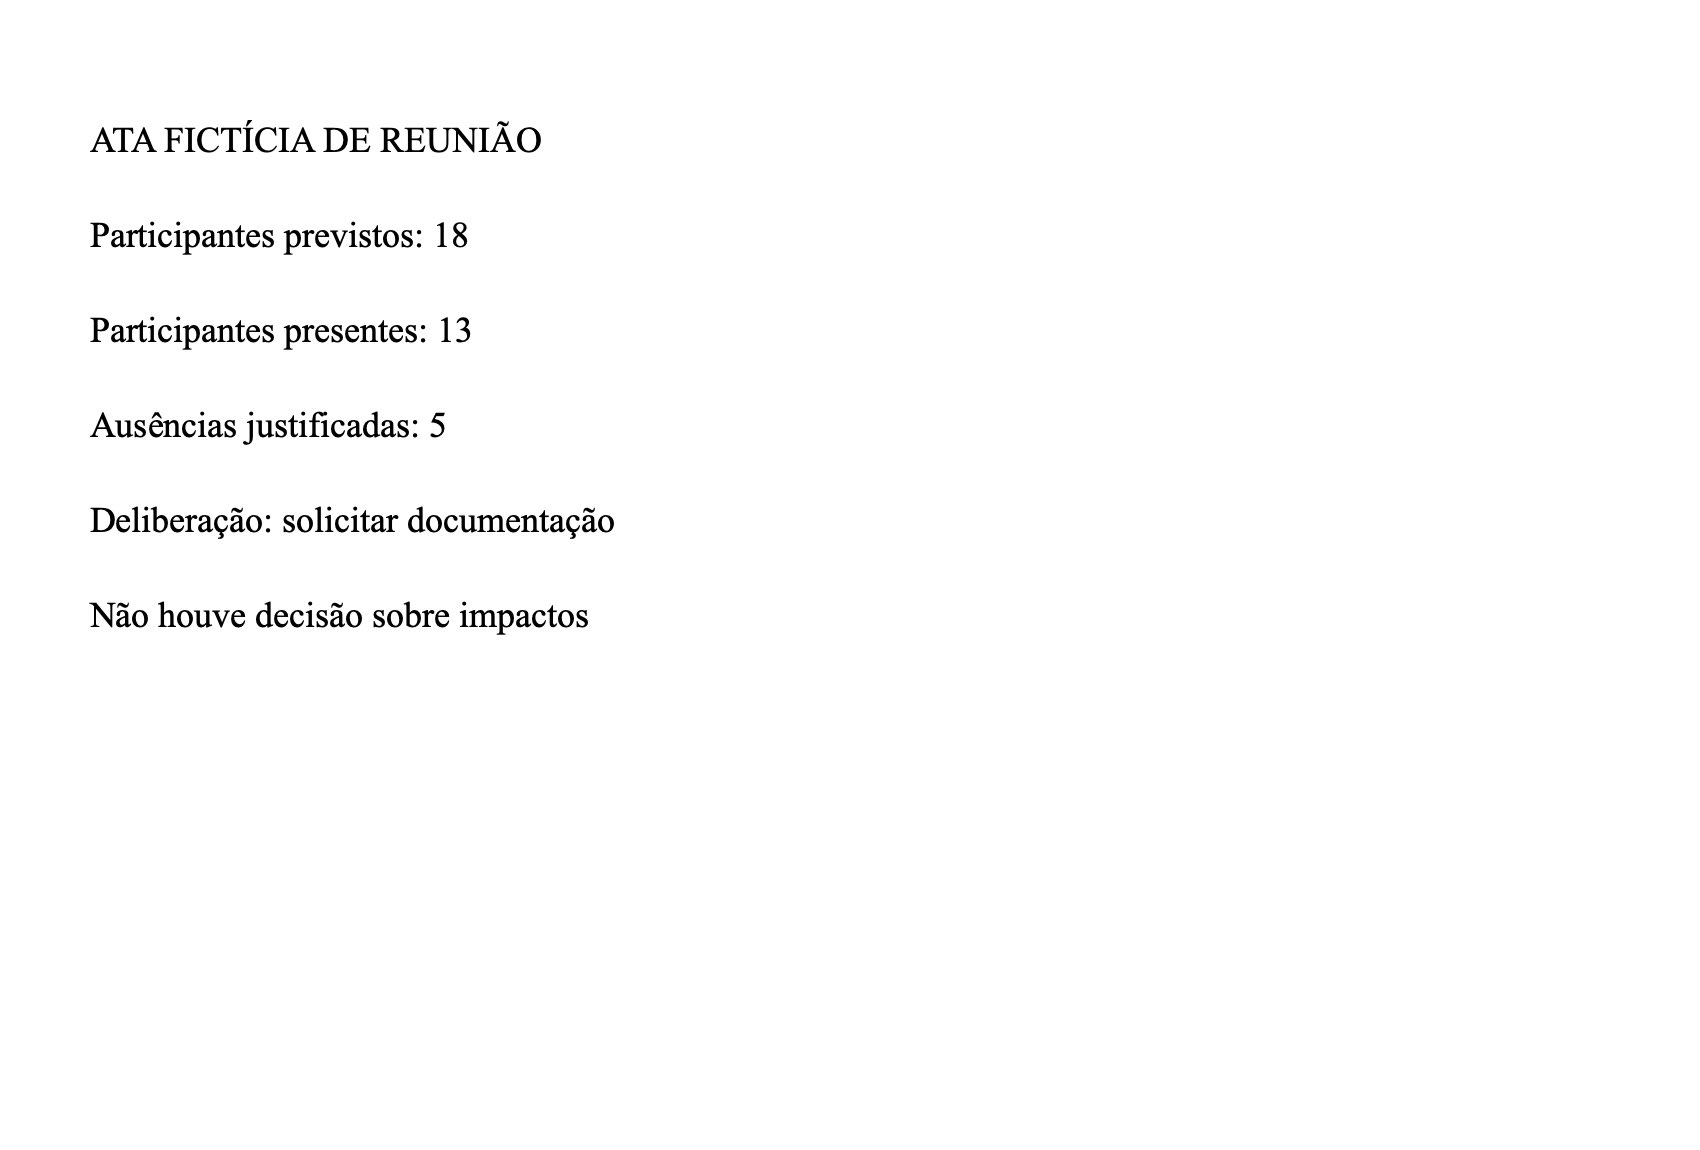 ATA FICTÍCIA DE REUNIÃO
Participantes previstos: 18
Participantes presentes: 13
Ausências justificadas: 5
Deliberação: solicitar documentação
Não houve decisão sobre impactos